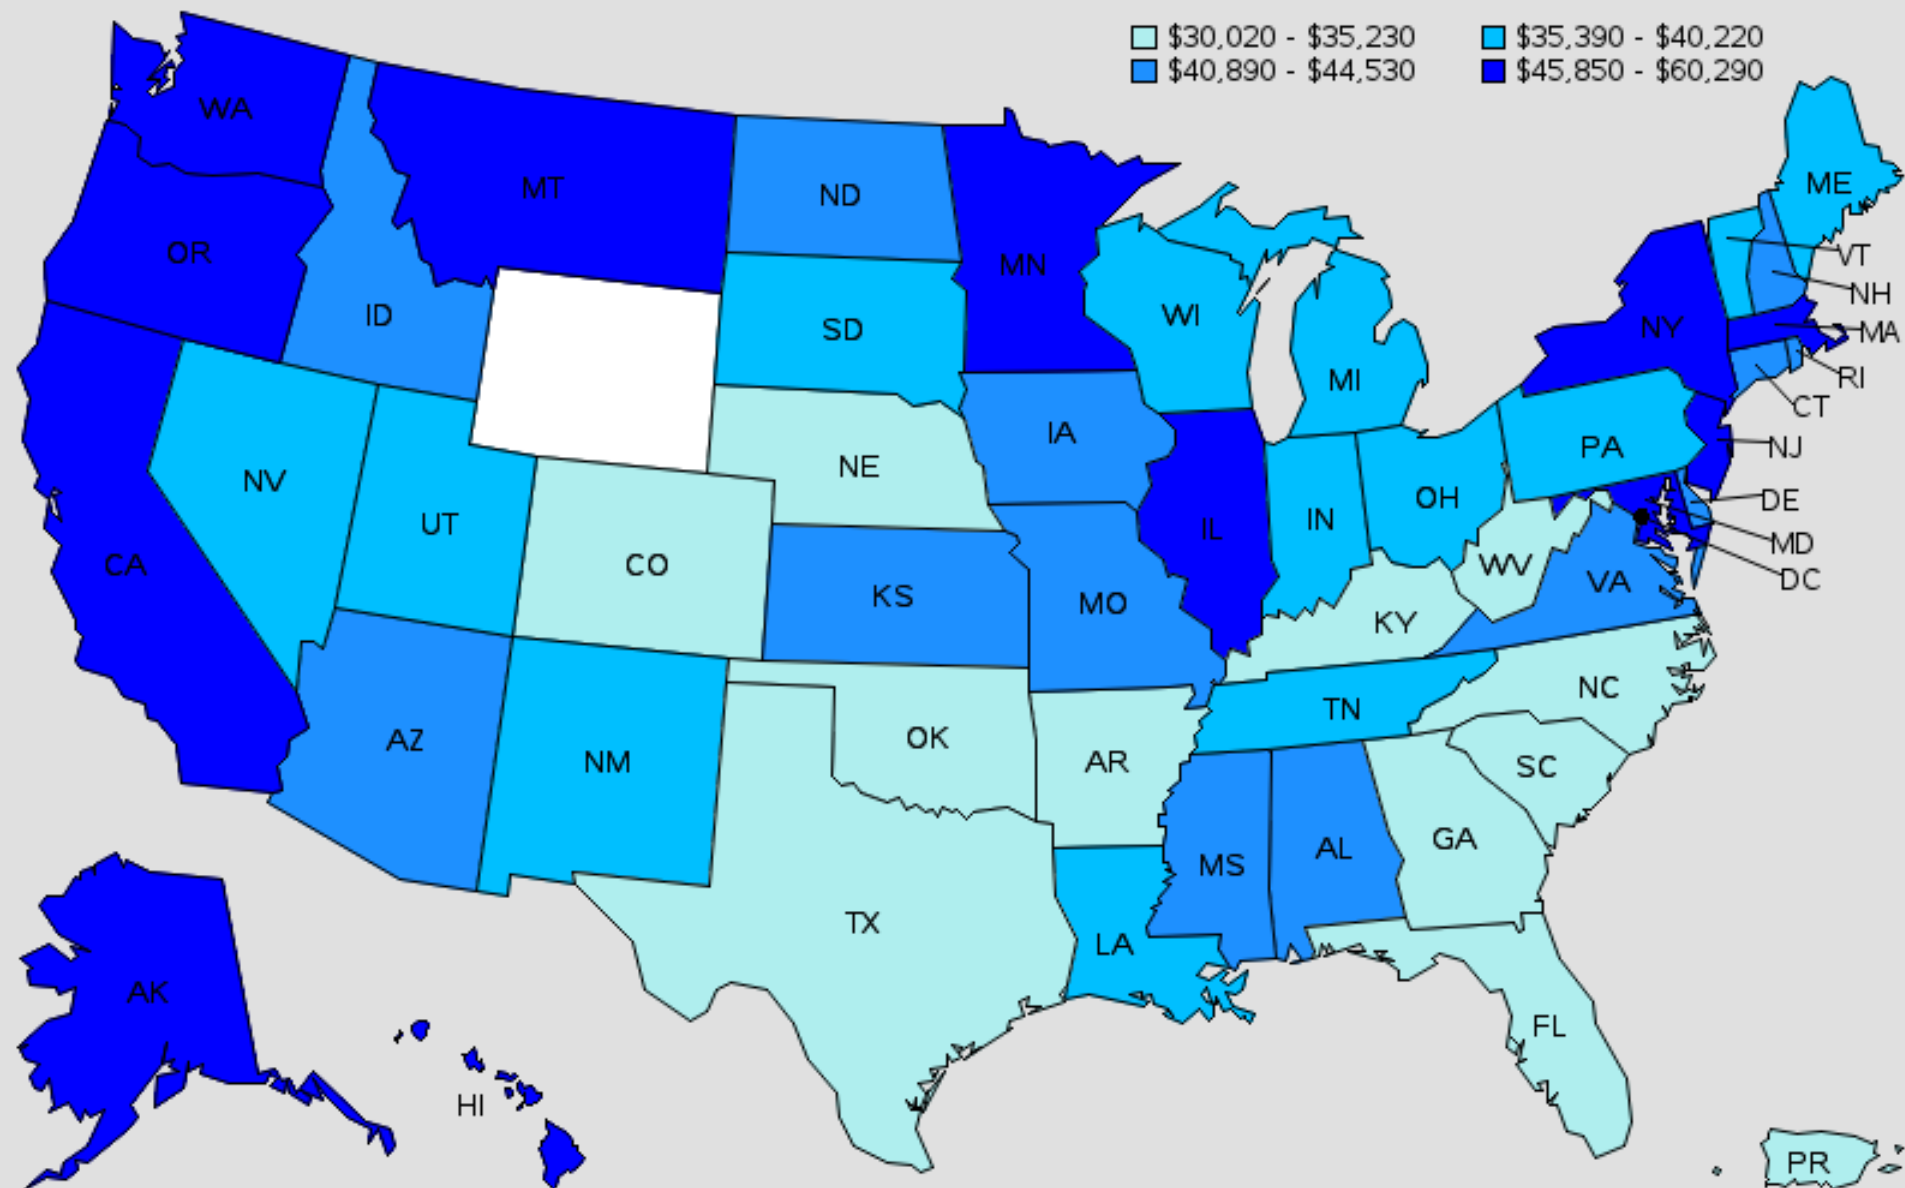 $30,020 - $35,230
$35,390 - $40,220
$40,890 - $44,530
$45,850 - $60,290
WA
MT
ND
MN
OR
ID
SD
WI
MI
NY
ME
VT
NH
MA
RI
CT
NJ
DE
MD
DC
PA
IA
NE
NV
UT
CO
KS
MO
IL
IN
OH
WV
VA
KY
CA
AZ
NM
OK
AR
TN
NC
SC
TX
LA
MS
AL
GA
FL
AK
HI
PR